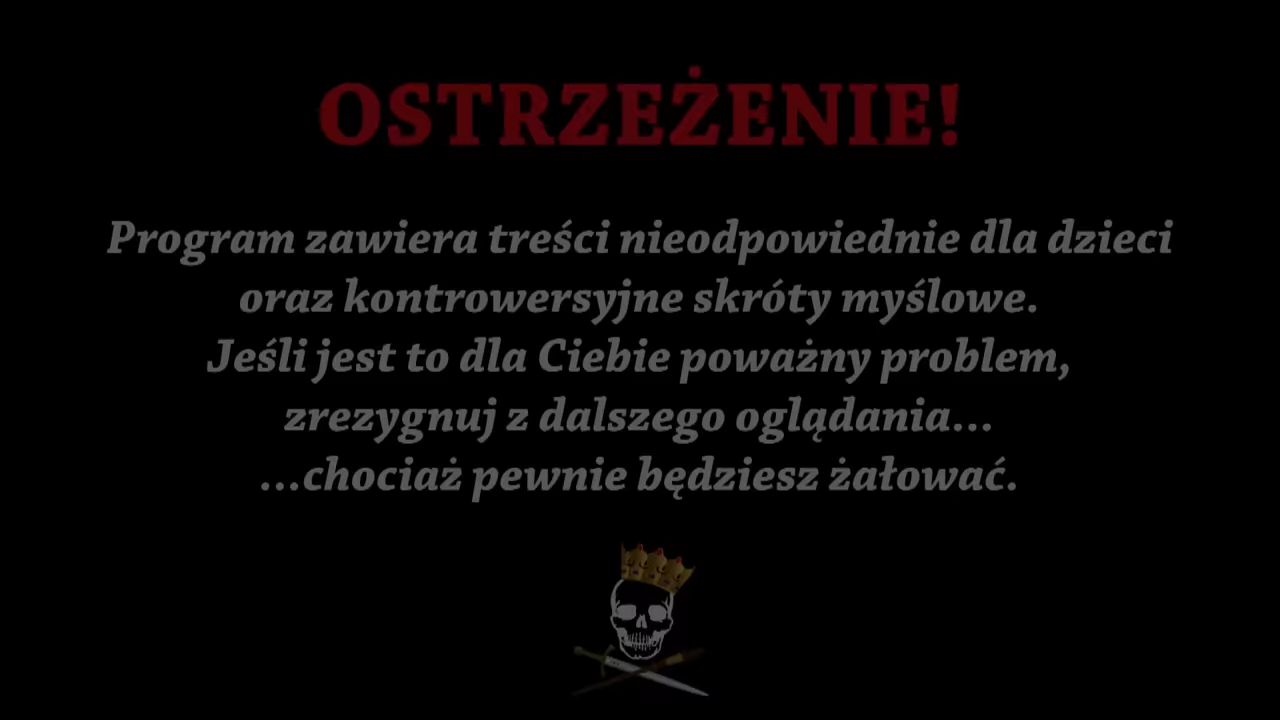 OSTRZEŻENIE!
Program zawiera treści nieodpowiednie dla dzieci
oraz kontrowersyjne skróty myślowe.
Jeśli jest to dla Ciebie poważny problem,
zrezygnuj z dalszego oglądania...
...chociaż pewnie będziesz żałować.